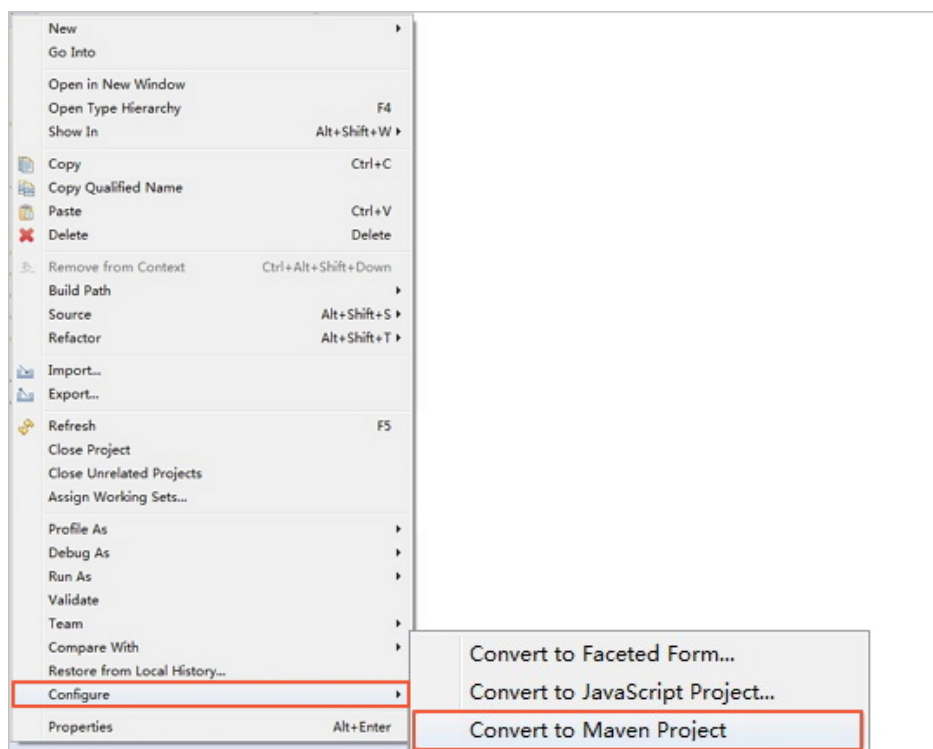 New
Go Into
Open in New Window
Open Type Hierarchy F4
Show In Alt+Shift+W
Copy Ctrl+C
Copy Qualified Name
Paste Ctrl+V
Delete Delete
Remove from Context Ctrl+Alt+Shift+Down
Build Path
Source Alt+Shift+S
Refactor Alt+Shift+T
Import...
Export...
Refresh F5
Close Project
Close Unrelated Projects
Assign Working Sets...
Profile As
Debug As
Run As
Validate
Team
Compare With
Restore from Local History...
Configure
Properties Alt+Enter
Convert to Faceted Form...
Convert to JavaScript Project...
Convert to Maven Project